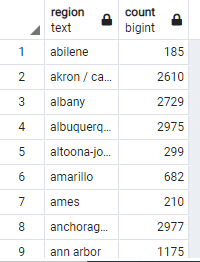 region count
text bigint
1 abilene 185
2 akron / ca... 2610
3 albany 2729
4 albuquerq... 2975
5 altoona-jo... 299
6 amarillo 682
7 ames 210
8 anchorag... 2977
9 ann arbor 1175